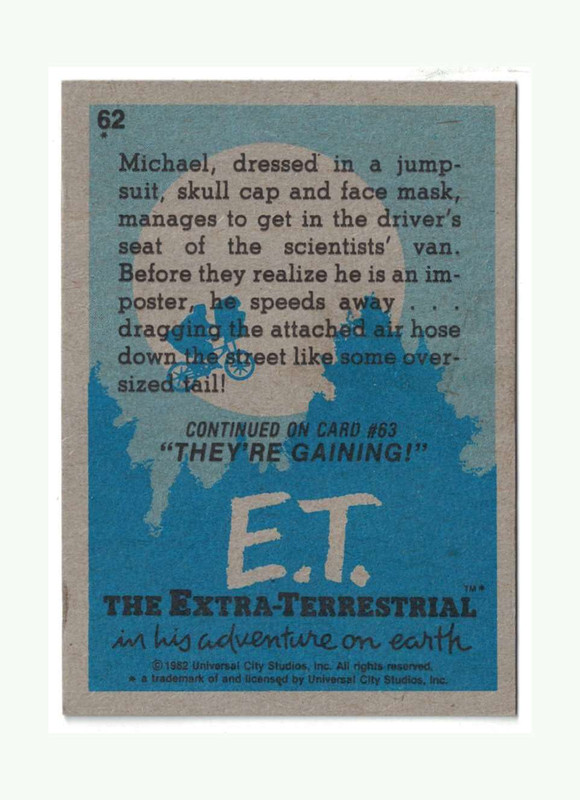 62
*
Michael, dressed in a jump-
suit, skull cap and face mask,
manages to get in the driver's
seat of the scientists' van.
Before they realize he is an im-
poster, he speeds away . . .
dragging the attached air hose
down the street like some over-
sized tail!
CONTINUED ON CARD #63
"THEY'RE GAINING!"
E.T.
THE EXTRA-TERRESTRIAL TM*
in his adventure on earth
©1982 Universal City Studios, Inc. All rights reserved.
* a trademark of and licensed by Universal City Studios, Inc.